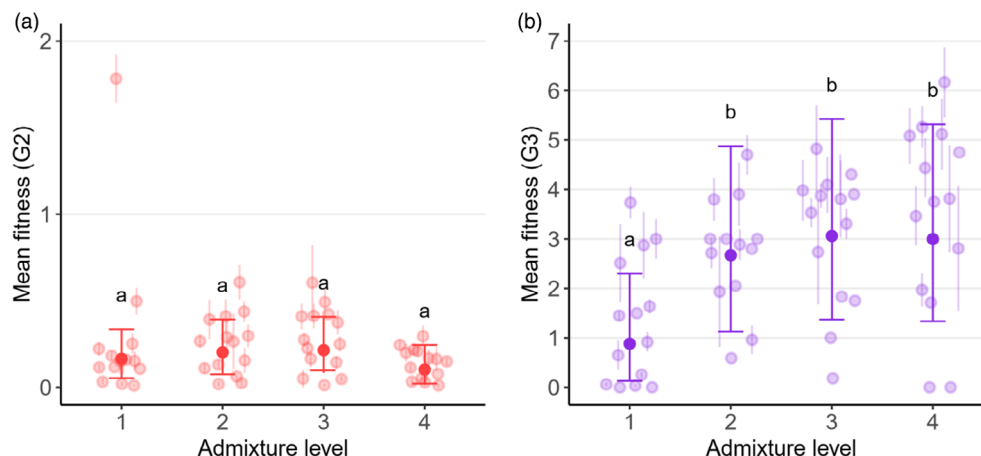 (a)
2
1
0
Mean fitness (G2)
a a a a
1 2 3 4
Admixture level
(b)
7
6
5
4
3
2
1
0
Mean fitness (G3)
a b b b
1 2 3 4
Admixture level